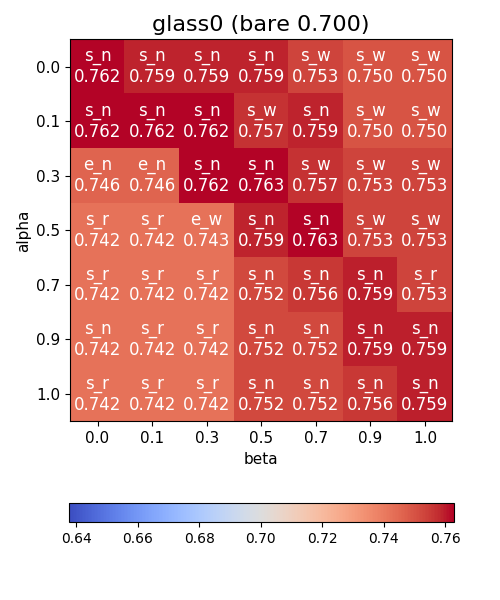 glass0 (bare 0.700)
0.0 s_n s_n s_n s_n s_w s_w s_w
0.762 0.759 0.759 0.759 0.753 0.750 0.750
0.1 s_n s_n s_n s_w s_n s_w s_w
0.762 0.762 0.762 0.757 0.759 0.750 0.750
0.3 e_n e_n s_n s_n s_w s_w s_w
0.746 0.746 0.762 0.763 0.757 0.753 0.753
alpha
0.5 s_r s_r e_w s_n s_n s_w s_w
0.742 0.742 0.743 0.759 0.763 0.753 0.753
0.7 s_r s_r s_r s_n s_n s_n s_r
0.742 0.742 0.742 0.752 0.756 0.759 0.753
0.9 s_n s_r s_r s_n s_n s_n s_n
0.742 0.742 0.742 0.752 0.752 0.759 0.759
1.0 s_r s_r s_r s_n s_n s_n s_n
0.742 0.742 0.742 0.752 0.752 0.756 0.759
0.0 0.1 0.3 0.5 0.7 0.9 1.0
beta
0.64 0.66 0.68 0.70 0.72 0.74 0.76